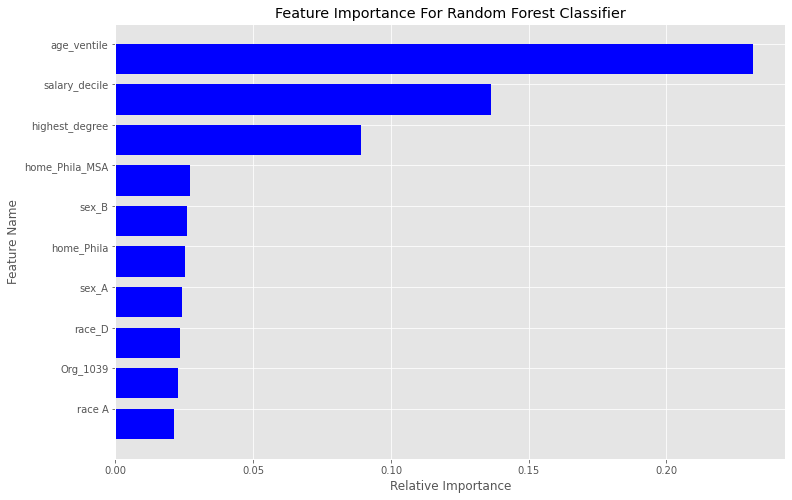 Feature Importance For Random Forest Classifier
age_ventile
salary_decile
highest_degree
home_Phila_MSA
sex_B
home_Phila
sex_A
race_D
Org_1039
race A
Feature Name
0.00 0.05 0.10 0.15 0.20
Relative Importance